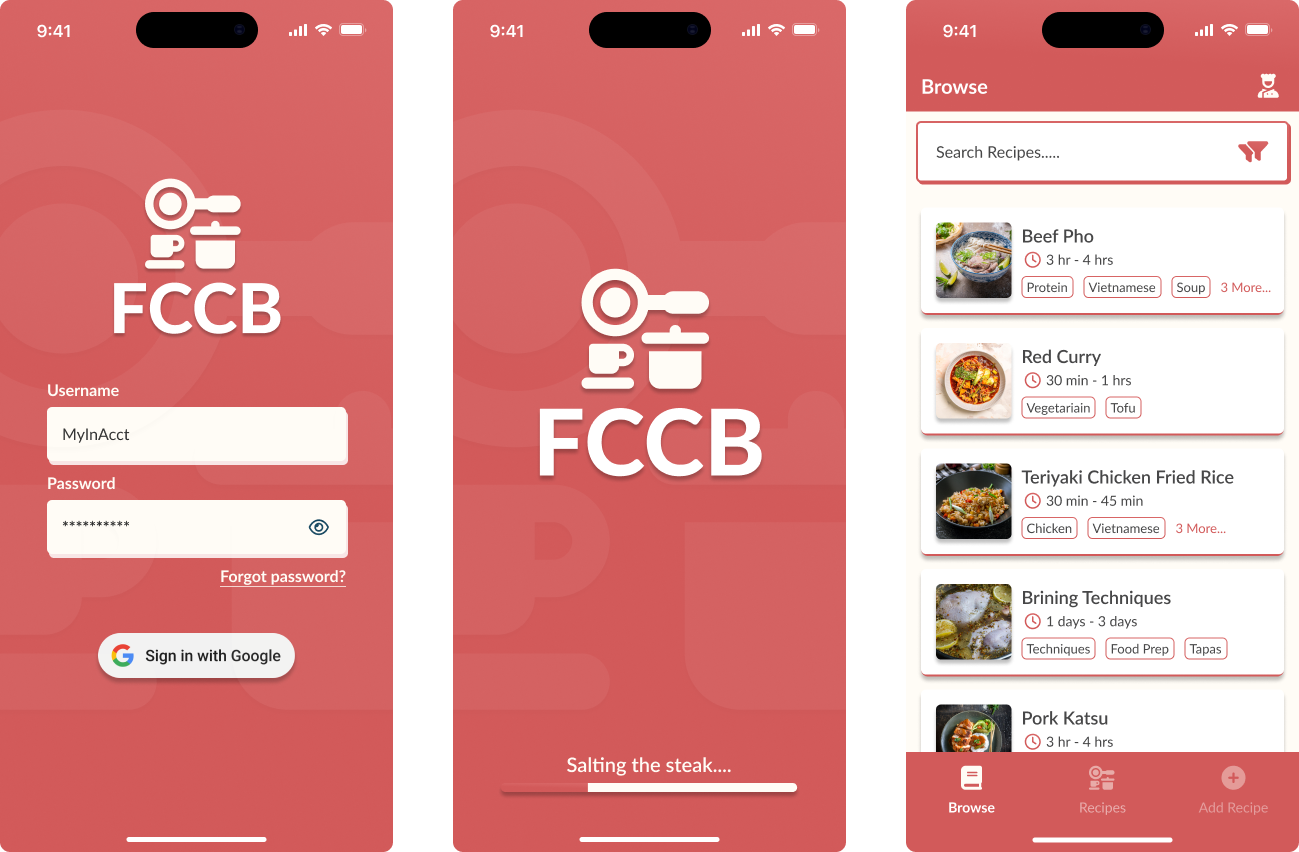 9:41
FCCB
Username
MyInAcct
Password
**********
Forgot password?
Sign in with Google
9:41
FCCB
Salting the steak....
9:41
Browse
Search Recipes.....
Beef Pho
3 hr - 4 hrs
Protein Vietnamese Soup 3 More...
Red Curry
30 min - 1 hrs
Vegetariain Tofu
Teriyaki Chicken Fried Rice
30 min - 45 min
Chicken Vietnamese 3 More...
Brining Techniques
1 days - 3 days
Techniques Food Prep Tapas
Pork Katsu
3 hr - 4 hrs
Browse Recipes Add Recipe